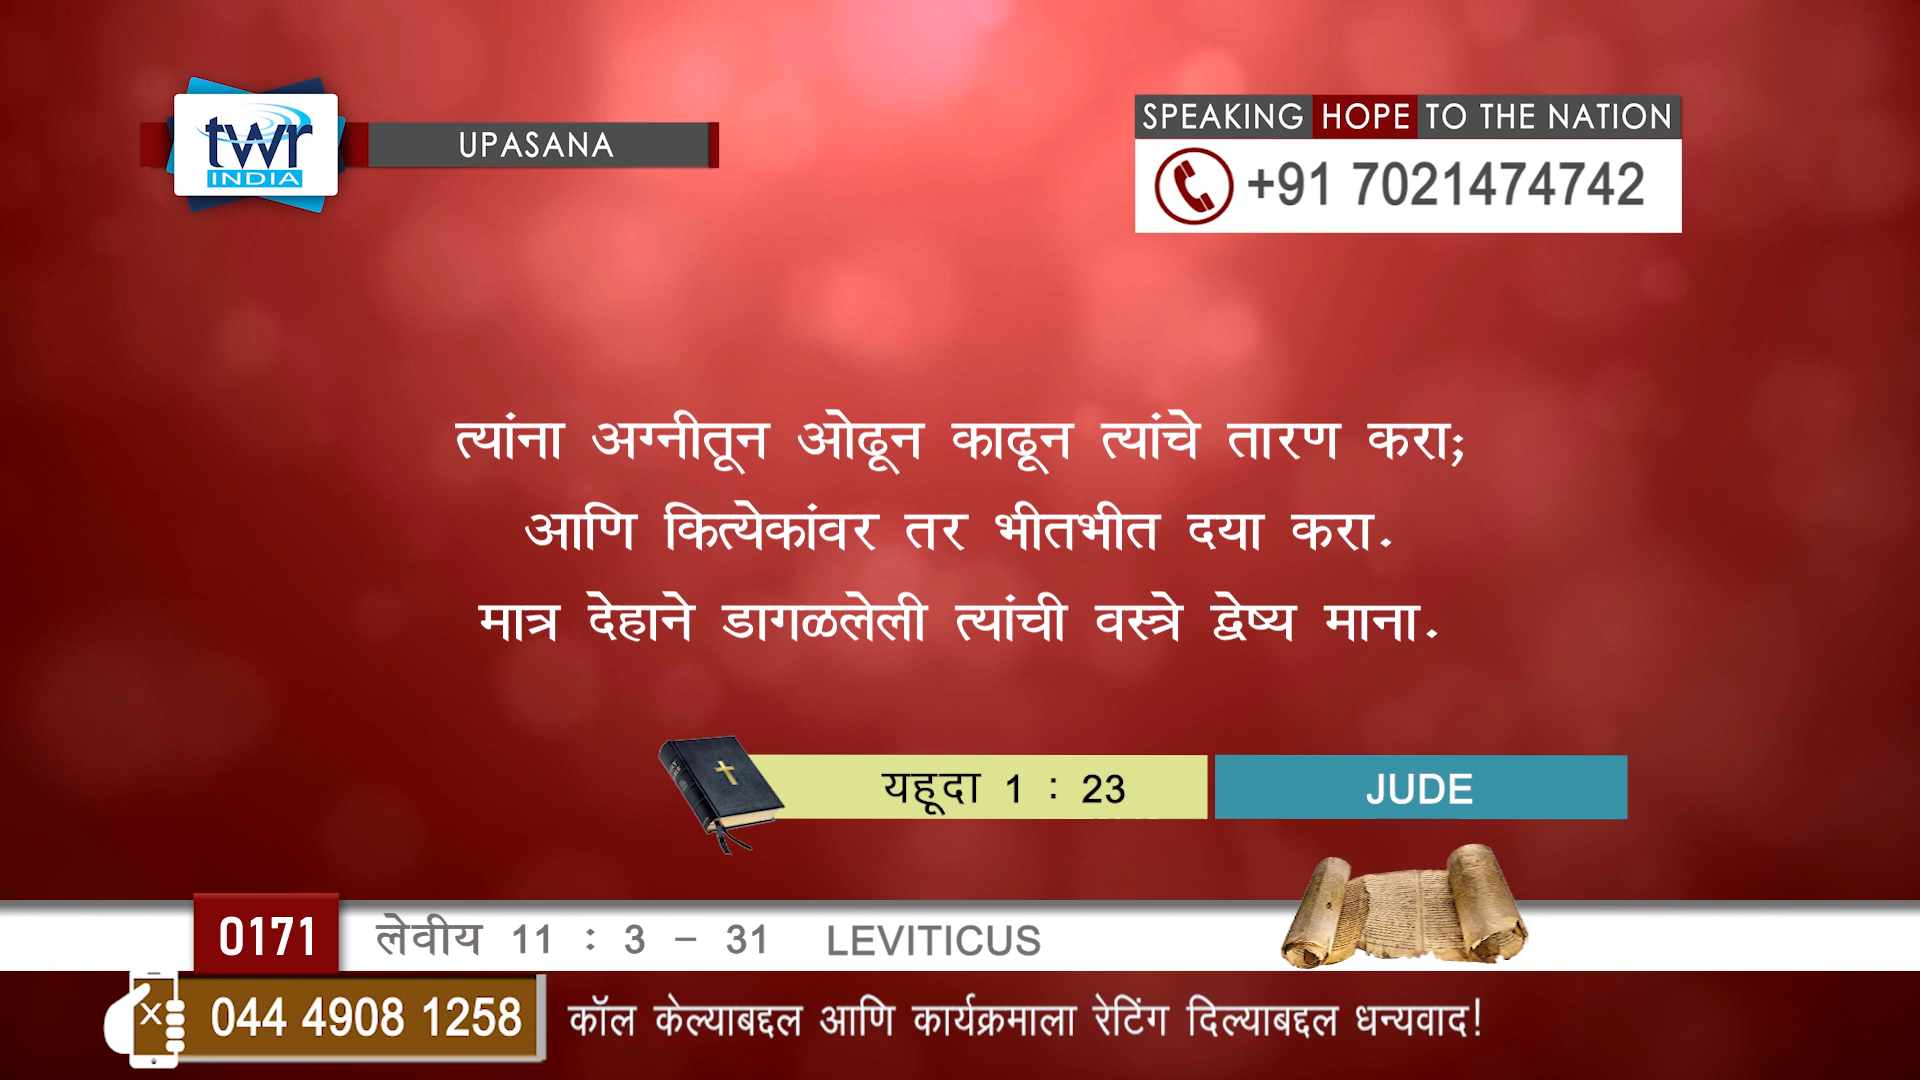 twr
INDIA
UPASANA
SPEAKING HOPE TO THE NATION
+91 7021474742
त्यांना अग्नीतून ओढून काढून त्यांचे तारण करा;
आणि कित्येकांवर तर भीतभीत दया करा.
मात्र देहाने डागळलेली त्यांची वस्त्रे द्वेष्य माना.
यहूदा 1 : 23
JUDE
0171
लेवीय 11 : 3 - 31 LEVITICUS
X
044 4908 1258
कॉल केल्याबद्दल आणि कार्यक्रमाला रेटिंग दिल्याबद्दल धन्यवाद!